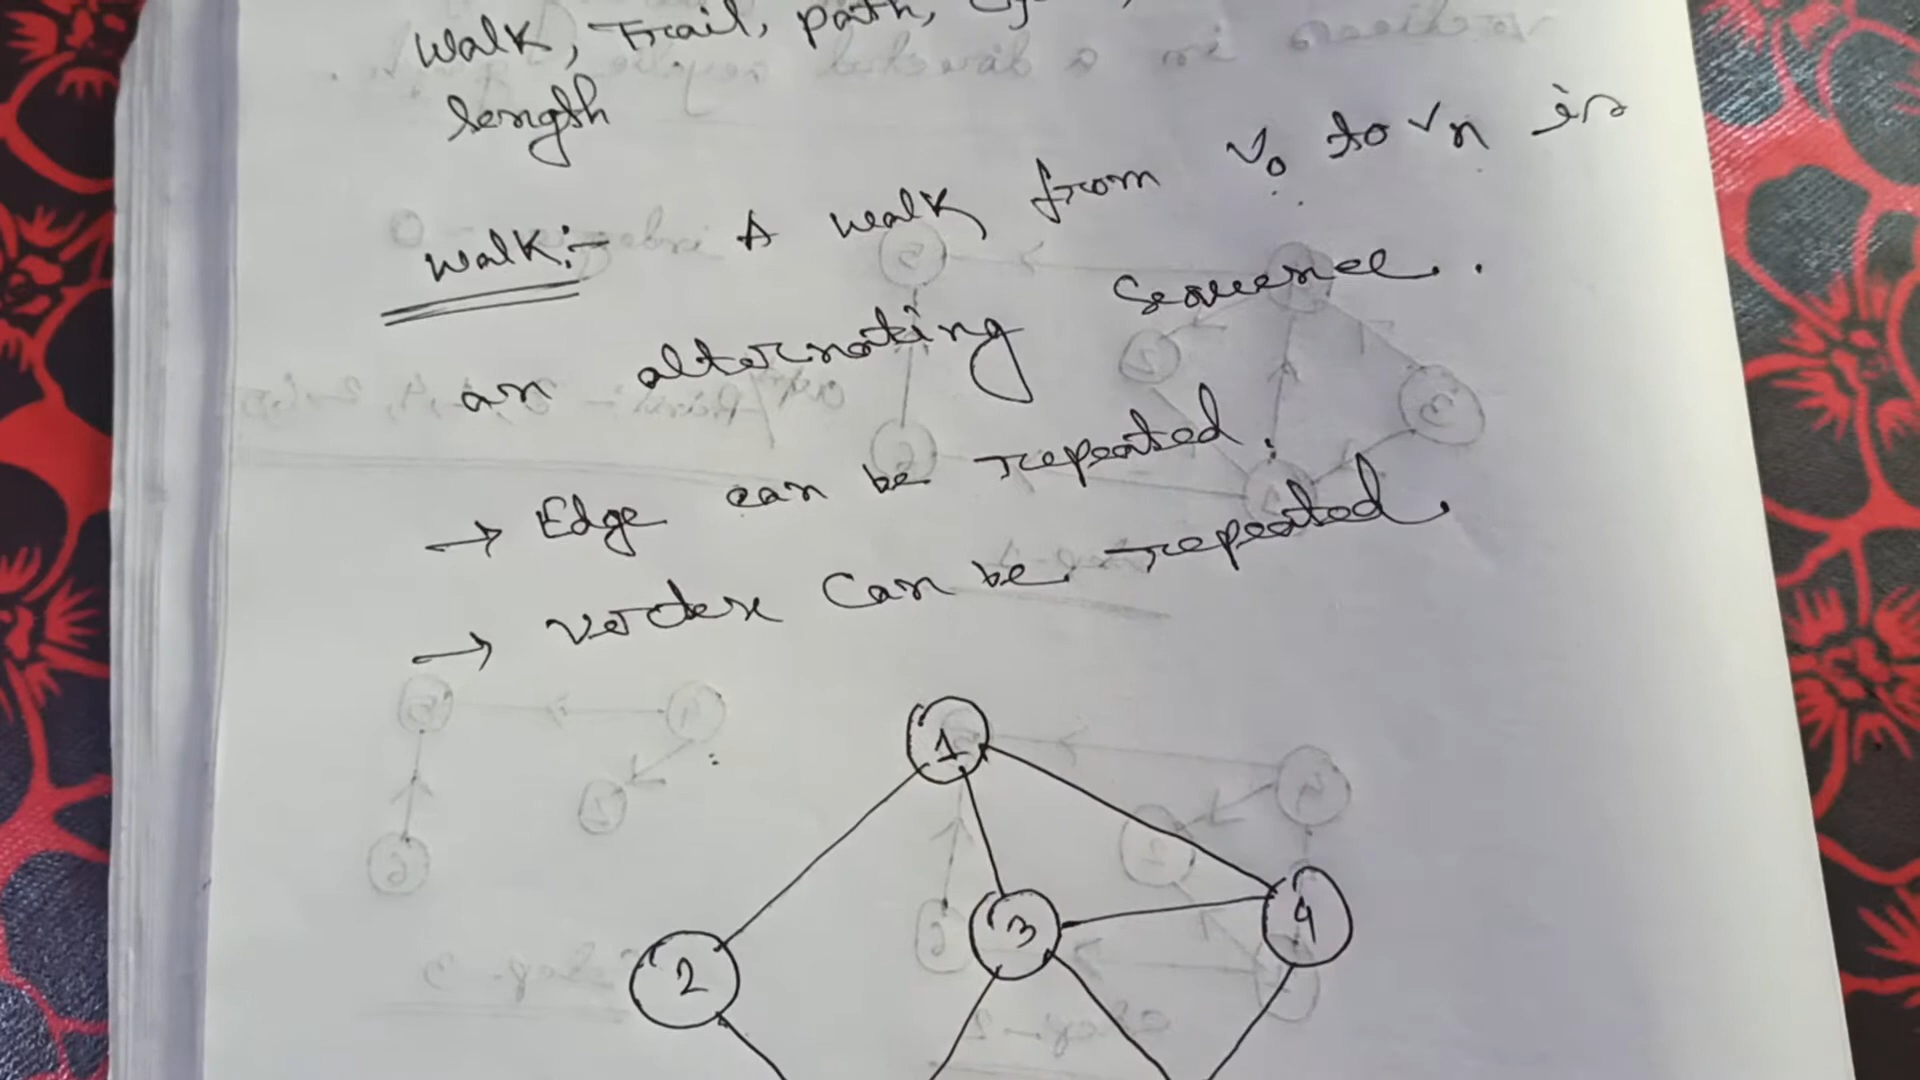 walk, Trail, path,
length
walk:- A walk from v₀ to vn is
an alternating sequence.
→ Edge can be repeated.
→ vertex can be repeated.
1
2 3 4